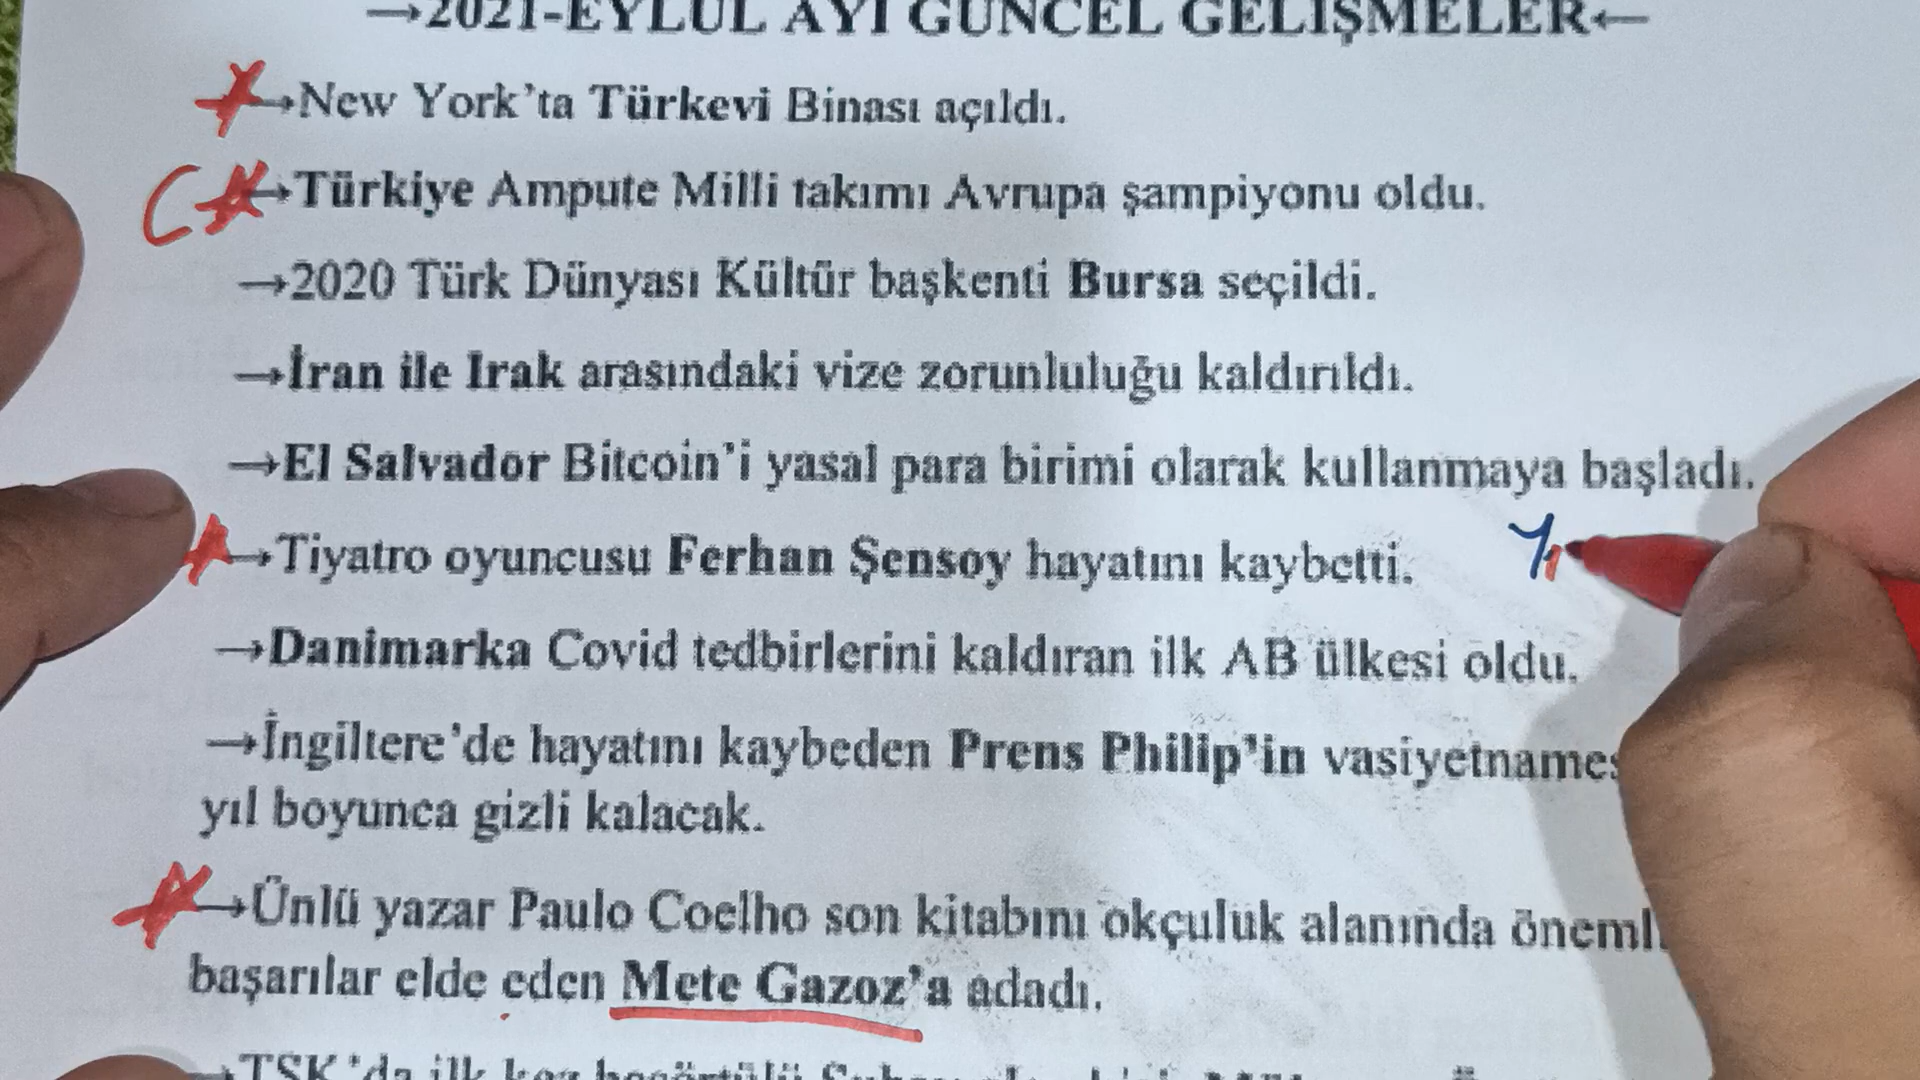 →2021-EYLÜL AYI GÜNCEL GELİŞMELER←
→New York'ta Türkevi Binası açıldı.
→Türkiye Ampute Milli takımı Avrupa şampiyonu oldu.
→2020 Türk Dünyası Kültür başkenti Bursa seçildi.
→İran ile Irak arasındaki vize zorunluluğu kaldırıldı.
→El Salvador Bitcoin'i yasal para birimi olarak kullanmaya başladı.
→Tiyatro oyuncusu Ferhan Şensoy hayatını kaybetti.
→Danimarka Covid tedbirlerini kaldıran ilk AB ülkesi oldu.
→İngiltere'de hayatını kaybeden Prens Philip'in
yıl boyunca gizli kalacak.
→Ünlü yazar Paulo Coelho son kitabını okçuluk alanında
başarılar elde eden Mete Gazoz'a adadı.
→TSK'da ilk kez